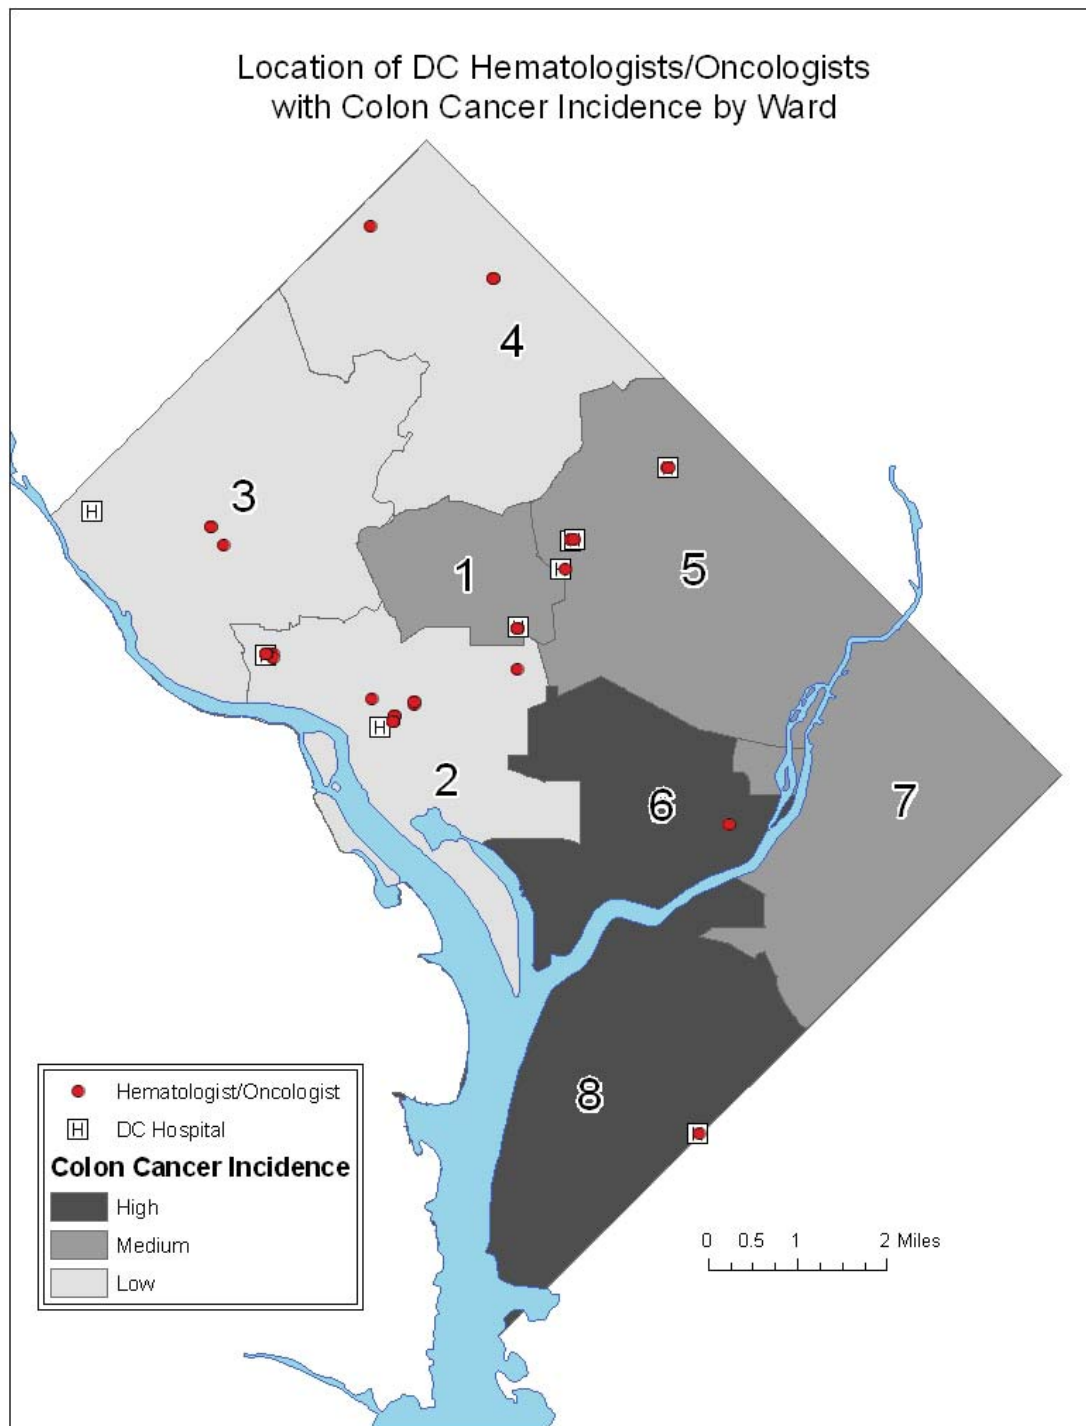 Location of DC Hematologists/Oncologists
with Colon Cancer Incidence by Ward
4
3
H
1
5
H
2
6
7
8
Hematologist/Oncologist
H DC Hospital
Colon Cancer Incidence
High
Medium
Low
0 0.5 1 2 Miles